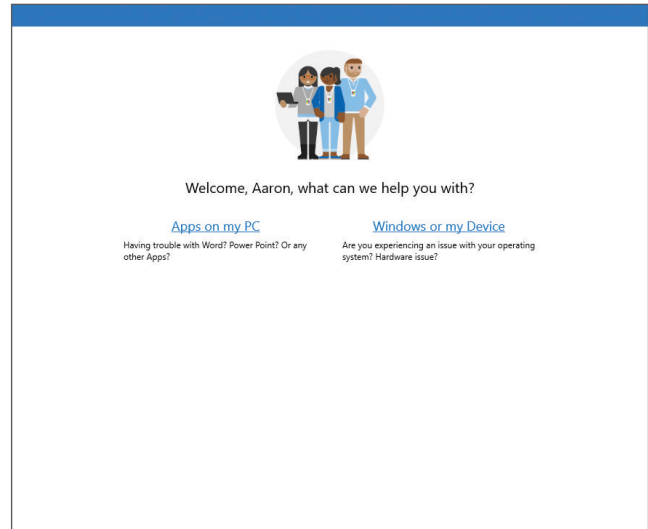 Welcome, Aaron, what can we help you with?
Apps on my PC
Having trouble with Word? Power Point? Or any
other Apps?
Windows or my Device
Are you experiencing an issue with your operating
system? Hardware issue?